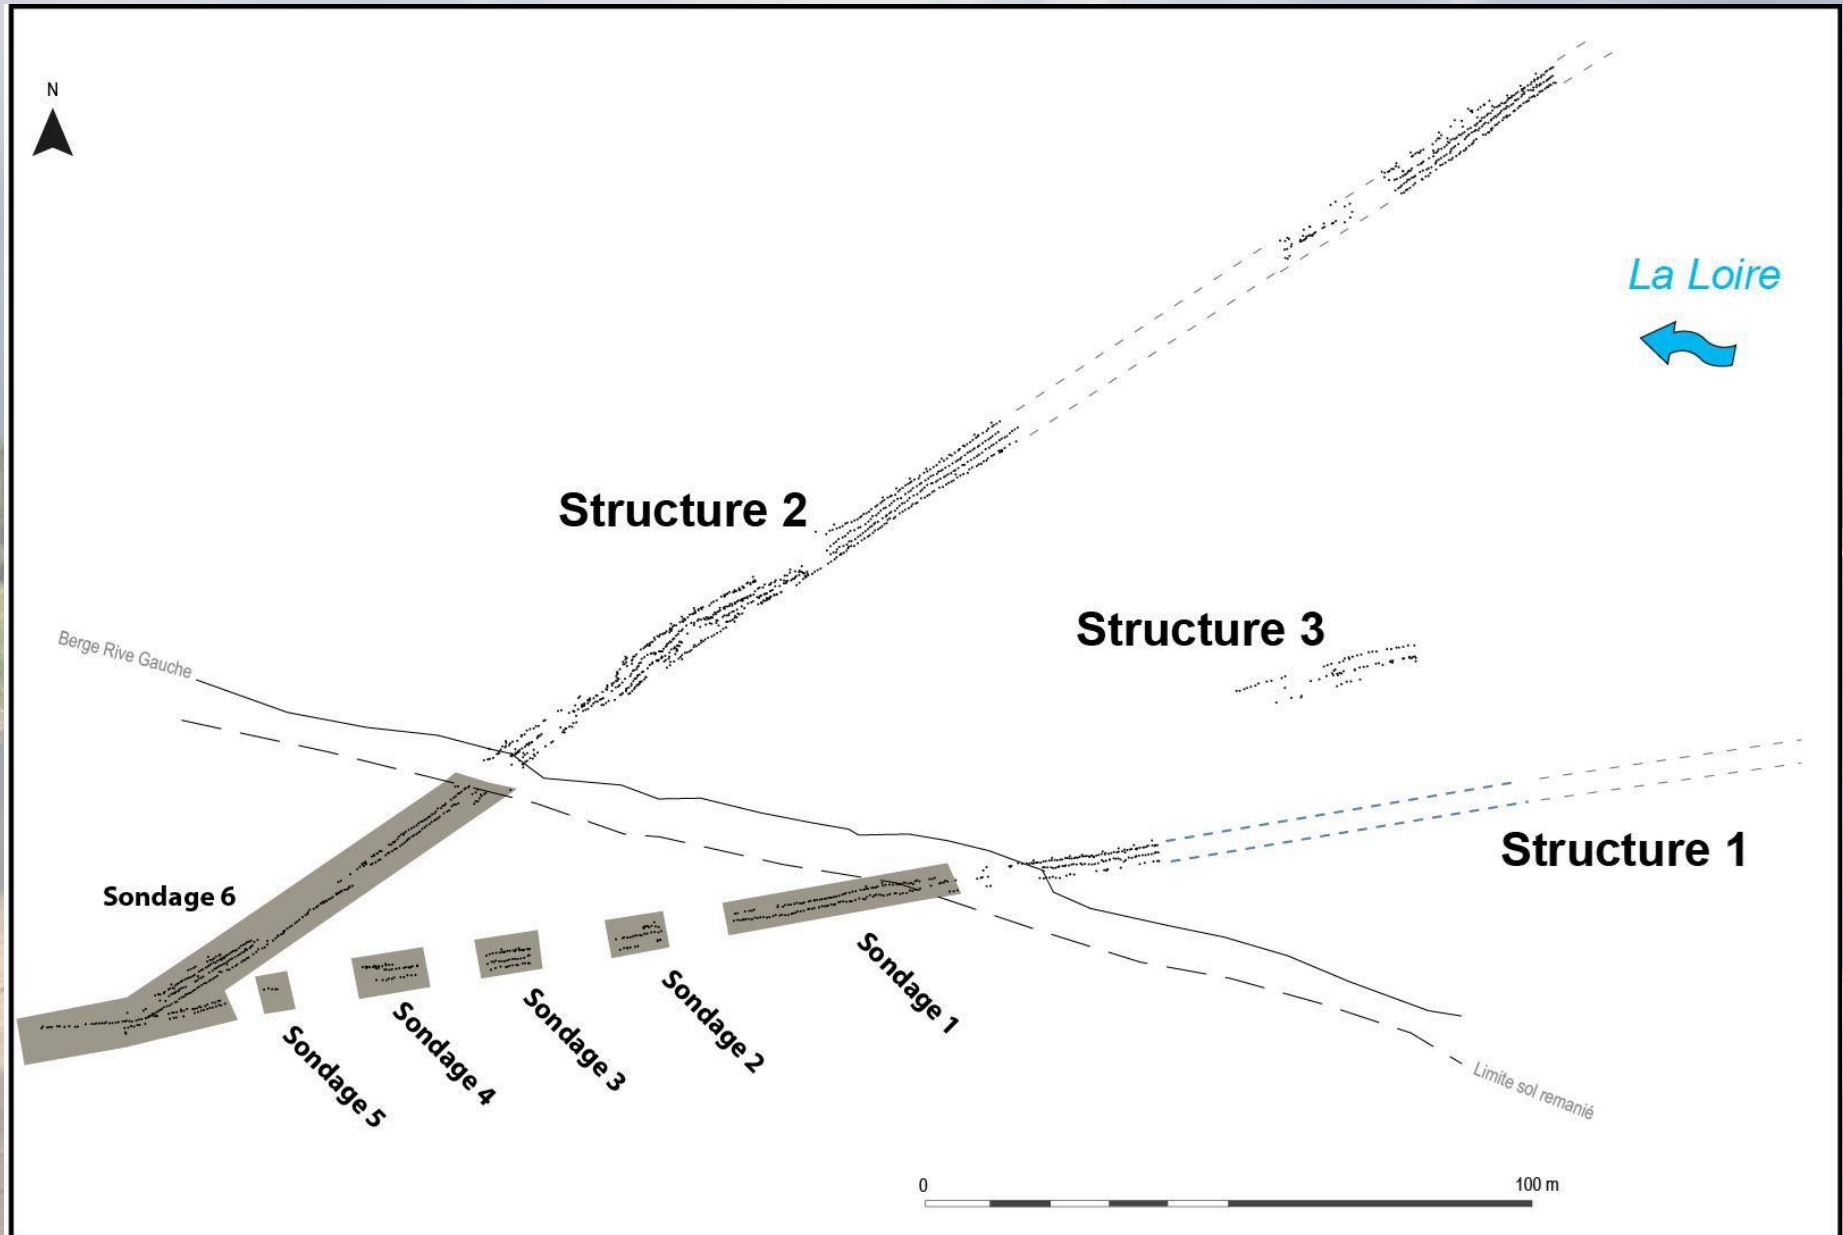 N
La Loire
Structure 2
Structure 3
Berge Rive Gauche
Structure 1
Sondage 6
Sondage 1
Sondage 2
Sondage 3
Sondage 4
Sondage 5
Limite sol remanié
0
100 m